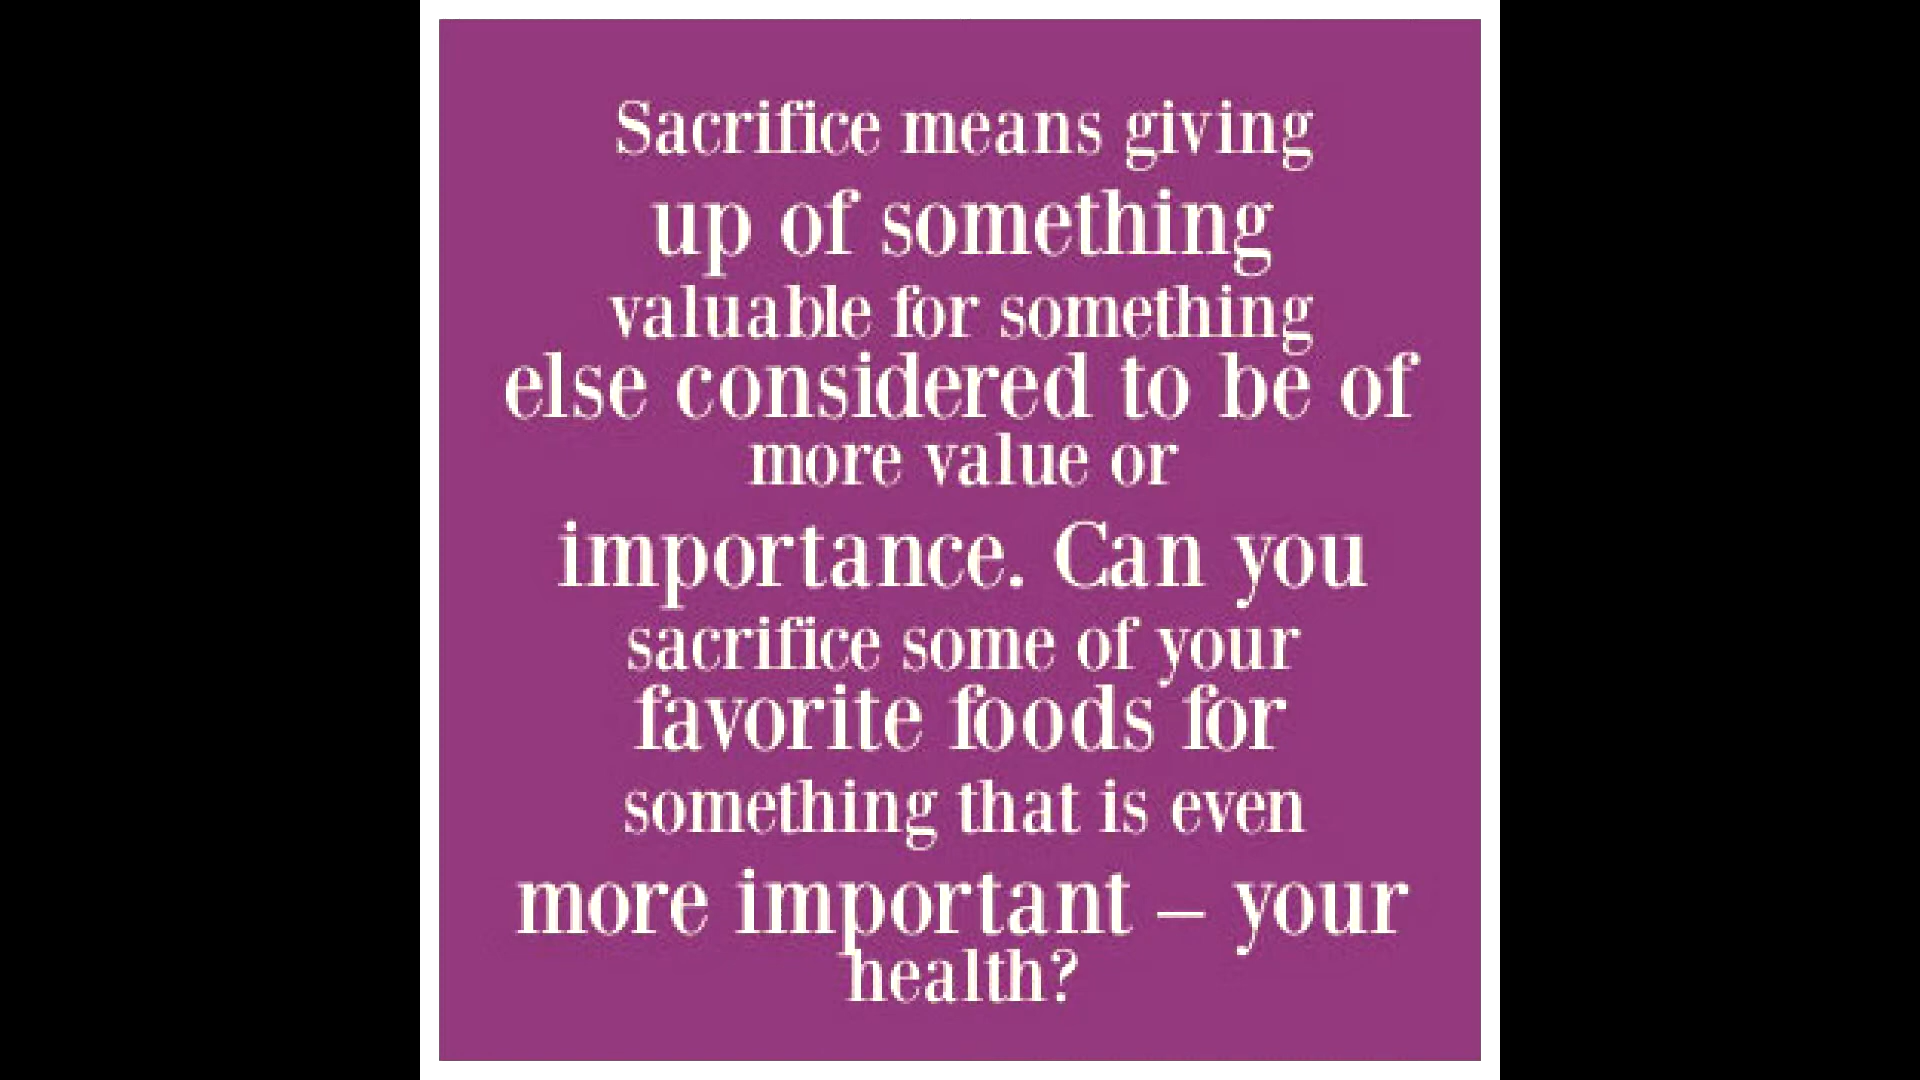 Sacrifice means giving
up of something
valuable for something
else considered to be of
more value or
importance. Can you
sacrifice some of your
favorite foods for
something that is even
more important – your
health?